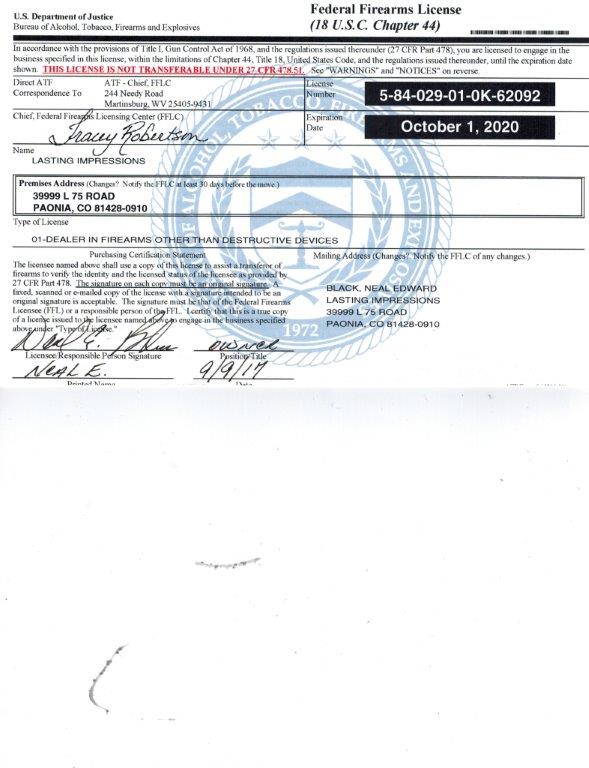 U.S. Department of Justice
Bureau of Alcohol, Tobacco, Firearms and Explosives
Federal Firearms License
(18 U.S.C. Chapter 44)
In accordance with the provisions of Title I, Gun Control Act of 1968, and the regulations issued thereunder (27 CFR Part 478), you are licensed to engage in the
business specified in this license, within the limitations of Chapter 44, Title 18, United States Code, and the regulations issued thereunder, until the expiration date
shown. THIS LICENSE IS NOT TRANSFERABLE UNDER 27 CFR 478.51. See "WARNINGS" and "NOTICES" on reverse.
Direct ATF
Correspondence To
ATF - Chief, FFLC
244 Needy Road
Martinsburg, WV 25405-9431
License
Number
5-84-029-01-0K-62092
Chief, Federal Firearms Licensing Center (FFLC)
Tracey Robertson
Expiration
Date
October 1, 2020
Name
LASTING IMPRESSIONS
Premises Address (Changes? Notify the FFLC at least 30 days before the move.)
39999 L 75 ROAD
PAONIA, CO 81428-0910
Type of License
01-DEALER IN FIREARMS OTHER THAN DESTRUCTIVE DEVICES
Purchasing Certification Statement
The licensee named above shall use a copy of this license to assist a transferor of
firearms to verify the identity and the licensed status of the licensee as provided by
27 CFR Part 478. The signature on each copy must be an original signature. A
faxed, scanned or e-mailed copy of the license with a signature intended to be an
original signature is acceptable. The signature must be that of the Federal Firearms
Licensee (FFL) or a responsible person of the FFL. I certify that this is a true copy
of a license issued to the licensee named above to engage in the business specified
above under "Type of License."
Mailing Address (Changes? Notify the FFLC of any changes.)
BLACK, NEAL EDWARD
LASTING IMPRESSIONS
39999 L 75 ROAD
PAONIA, CO 81428-0910
Neal E. owner
Licensee/Responsible Person Signature Position/Title
NEAL E. 9/9/17
Printed Name Date
1972